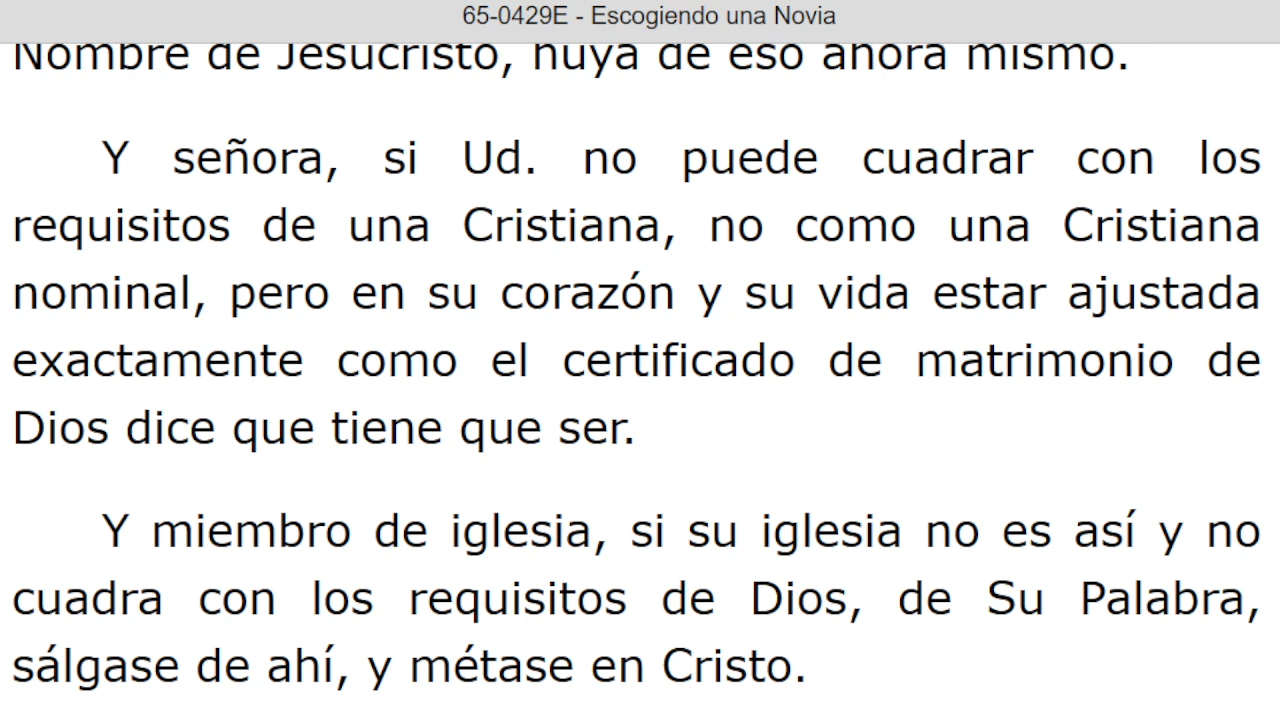 65-0429E - Escogiendo una Novia
Nombre de Jesucristo, huya de eso ahora mismo.
Y señora, si Ud. no puede cuadrar con los
requisitos de una Cristiana, no como una Cristiana
nominal, pero en su corazón y su vida estar ajustada
exactamente como el certificado de matrimonio de
Dios dice que tiene que ser.
Y miembro de iglesia, si su iglesia no es así y no
cuadra con los requisitos de Dios, de Su Palabra,
sálgase de ahí, y métase en Cristo.